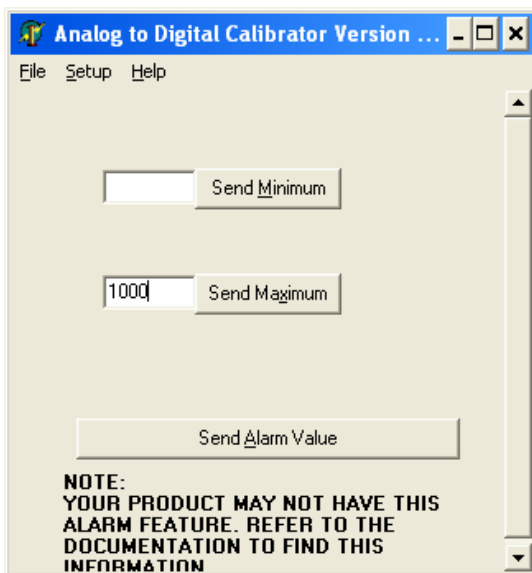 Analog to Digital Calibrator Version ...
File Setup Help
Send Minimum
1000 Send Maximum
Send Alarm Value
NOTE:
YOUR PRODUCT MAY NOT HAVE THIS
ALARM FEATURE. REFER TO THE
DOCUMENTATION TO FIND THIS
INFORMATION